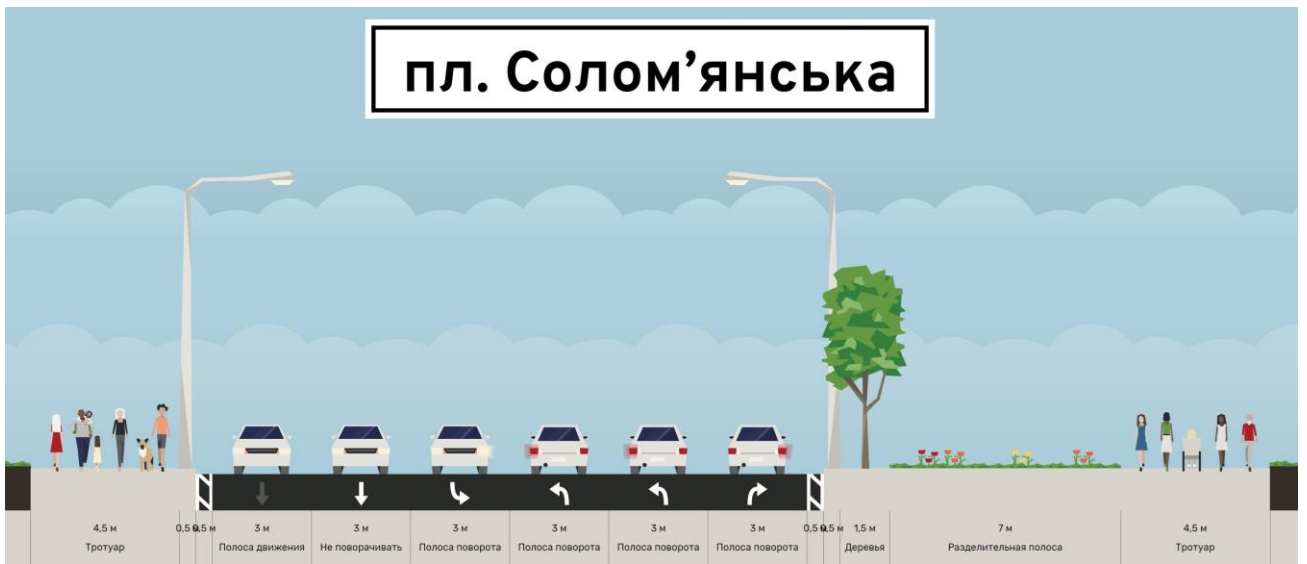 пл. Солом’янська
4,5 м 0,5 м 0,5 м 3 м 3 м 3 м 3 м 3 м 3 м 0,5 м 0,5 м 1,5 м 7 м 4,5 м
Тротуар Полоса движения Не поворачивать Полоса поворота Полоса поворота Полоса поворота Полоса поворота Деревья Разделительная полоса Тротуар